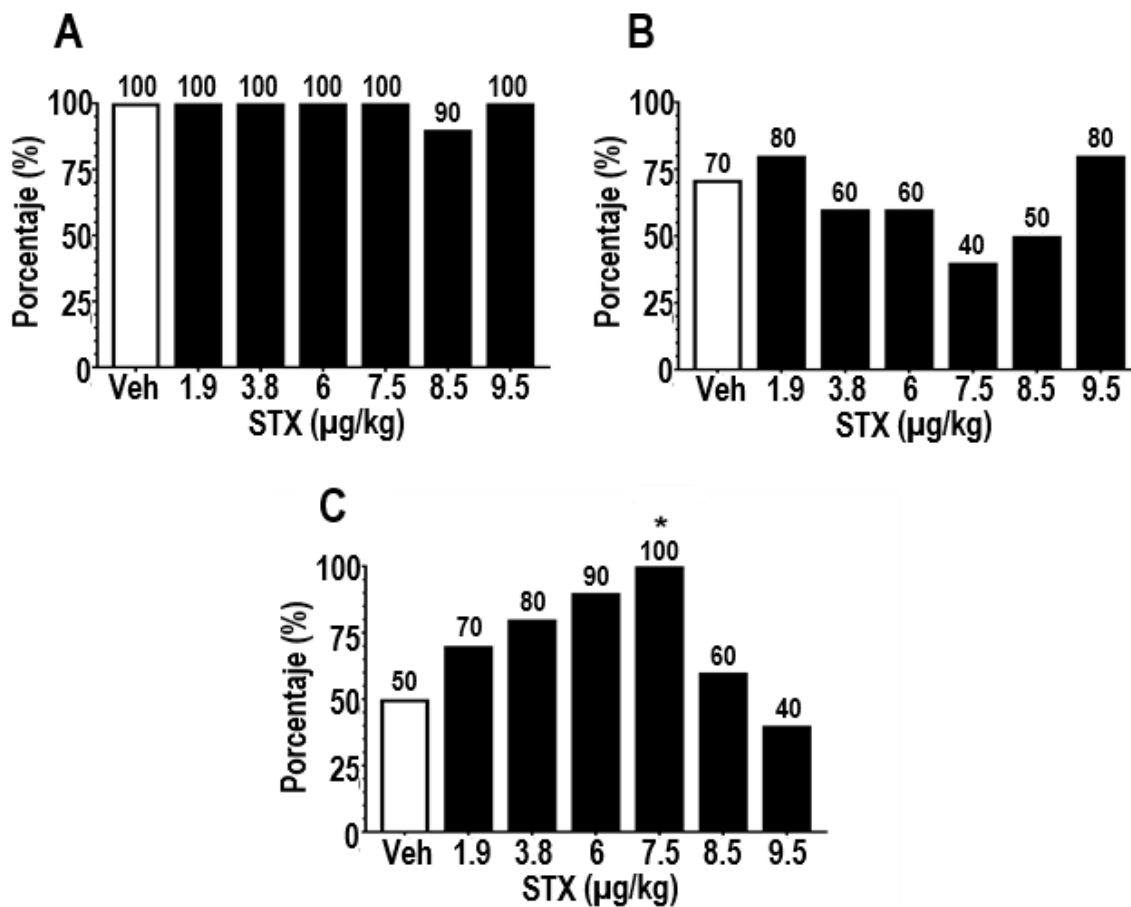 A
Porcentaje (%)
100 100 100 100 100 90 100
100
75
50
25
0
Veh 1.9 3.8 6 7.5 8.5 9.5
STX (µg/kg)
B
Porcentaje (%)
70 80 60 60 40 50 80
100
75
50
25
0
Veh 1.9 3.8 6 7.5 8.5 9.5
STX (µg/kg)
C
Porcentaje (%)
*
50 70 80 90 100 60 40
100
75
50
25
0
Veh 1.9 3.8 6 7.5 8.5 9.5
STX (µg/kg)